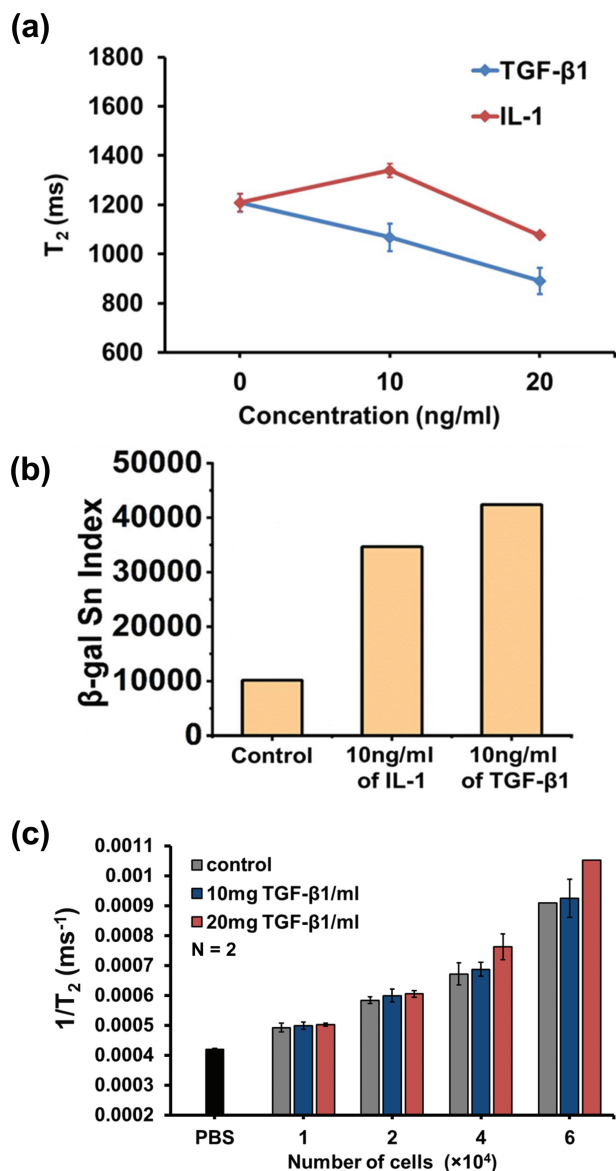 (a)
1800
1600
1400
1200
1000
800
600
T2 (ms)
TGF-β1
IL-1
0 10 20
Concentration (ng/ml)
(b)
50000
40000
30000
20000
10000
0
β-gal Sn Index
Control 10ng/ml 10ng/ml
of IL-1 of TGF-β1
(c)
0.0011
0.001
0.0009
0.0008
0.0007
0.0006
0.0005
0.0004
0.0003
0.0002
1/T2 (ms-1)
control
10mg TGF-β1/ml
20mg TGF-β1/ml
N = 2
PBS 1 2 4 6
Number of cells (×10⁴)